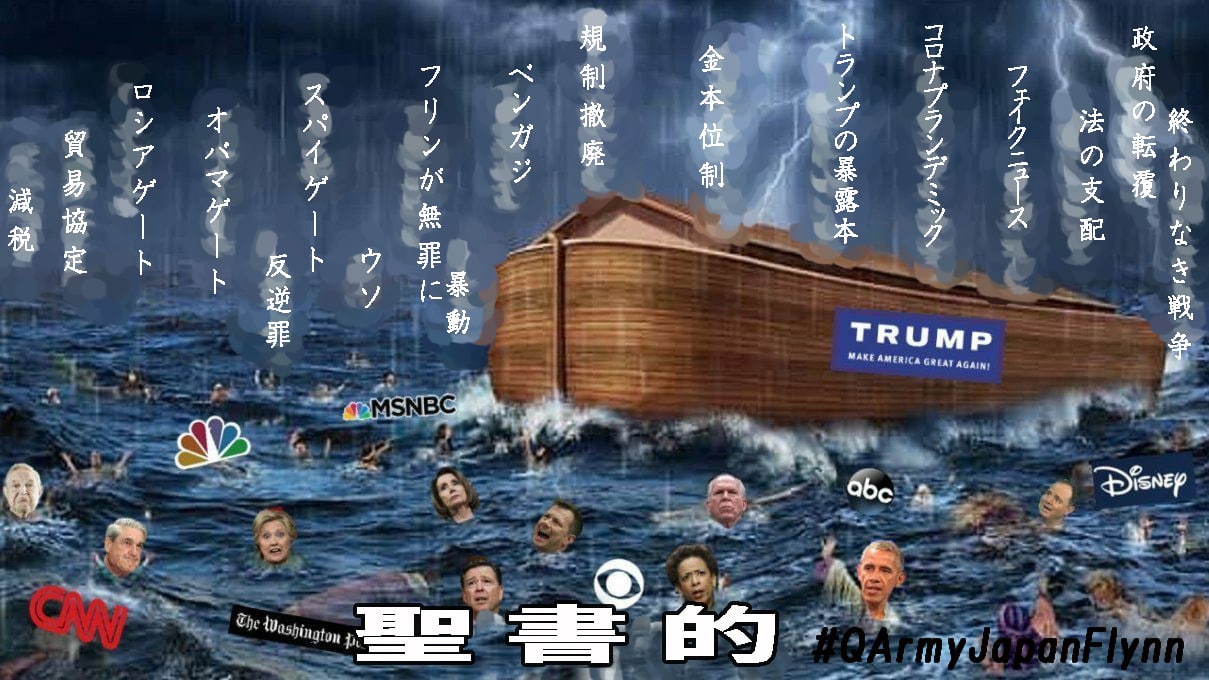 終わりなき戦争
政府の転覆
法の支配
フェイクニュース
コロナプランデミック
トランプの暴露本
金本位制
規制撤廃
ベンガジ
暴動
フリンが無罪に
ウソ
スパイゲート
反逆罪
オバマゲート
ロシアゲート
貿易協定
減税
TRUMP
MAKE AMERICA GREAT AGAIN!
MSNBC
abc
Disney
CNN
The Washington
聖書的
#QArmyJapanFlynn